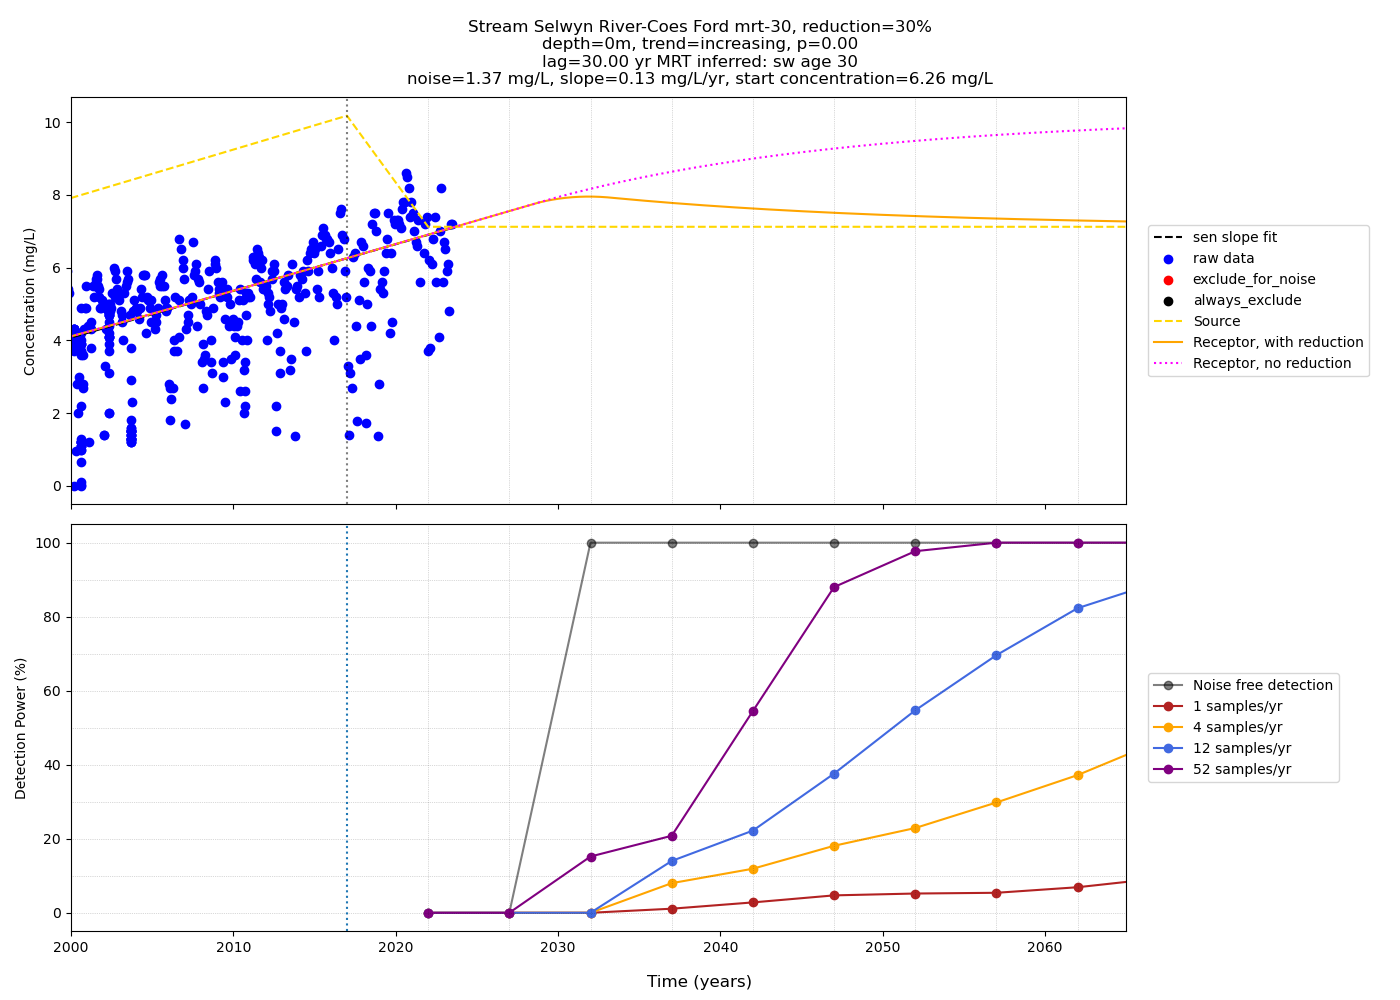 Stream Selwyn River-Coes Ford mrt-30, reduction=30%
depth=0m, trend=increasing, p=0.00
lag=30.00 yr MRT inferred: sw age 30
noise=1.37 mg/L, slope=0.13 mg/L/yr, start concentration=6.26 mg/L
10
8
6
4
2
0
Concentration (mg/L)
sen slope fit
raw data
exclude_for_noise
always_exclude
Source
Receptor, with reduction
Receptor, no reduction
100
80
60
40
20
0
Detection Power (%)
Noise free detection
1 samples/yr
4 samples/yr
12 samples/yr
52 samples/yr
2000 2010 2020 2030 2040 2050 2060
Time (years)